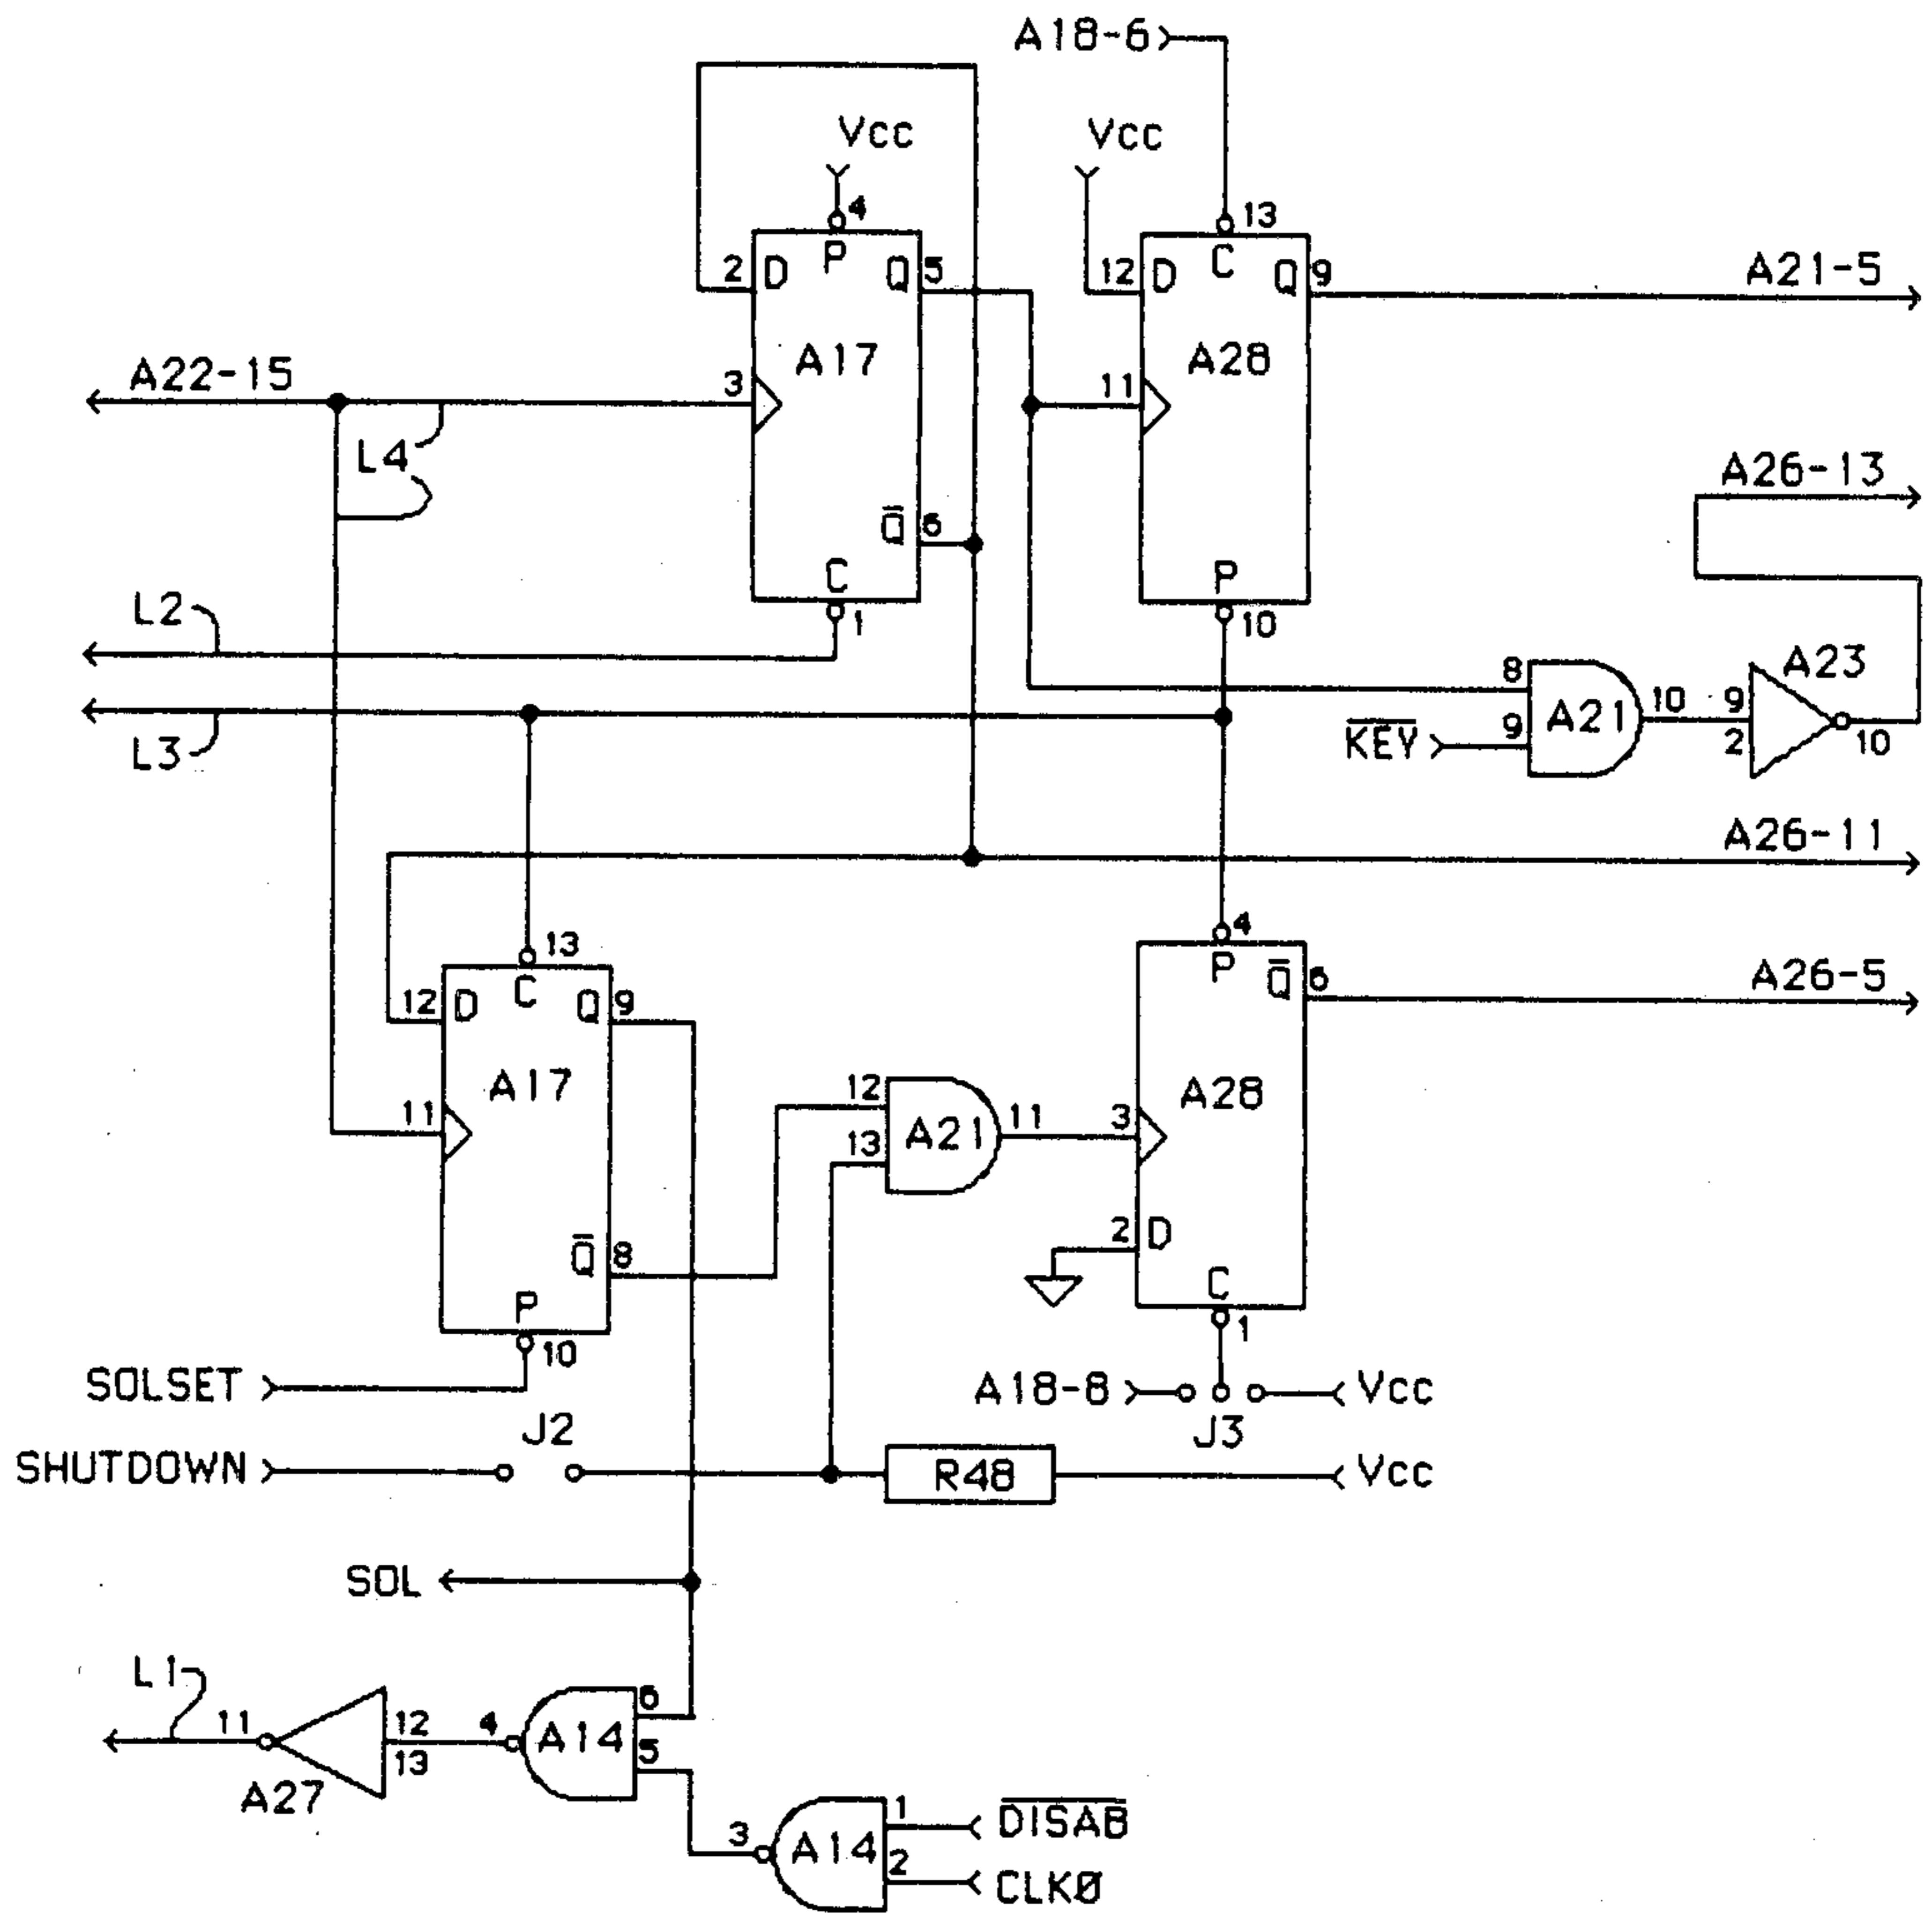 A18-6
Vcc
Vcc
4
13
2 D P Q 5
12 D C Q 9
A21-5
A22-15
3 A17
11 A28
L4
A26-13
Q̅ 6
C
P
L2
1
10
A23
8
A21 10 9
K̅E̅Y̅ 9
2
10
L3
A26-11
4
13
P Q̅ 6
A26-5
12 D C Q 9
A17
12
A28
11
13 A21 11 3
2 D
Q̅ 8
C
P
1
10
SOLSET
A18-8
Vcc
J2
J3
SHUTDOWN
R48
Vcc
SOL
L1
11
12
4
A14
6
13
5
A27
3
A14
1
D̅I̅S̅A̅B̅
2
CLKØ